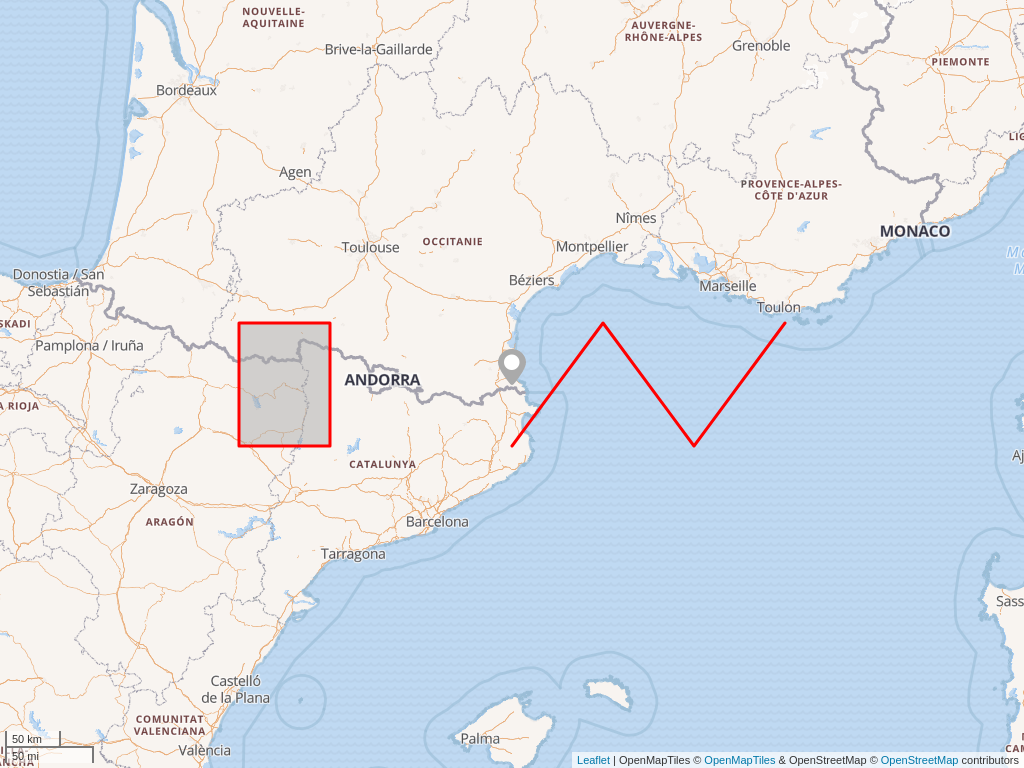 NOUVELLE-
AQUITAINE
Brive-la-Gaillarde
AUVERGNE-
RHÔNE-ALPES
Grenoble
PIEMONTE
Bordeaux
Agen
PROVENCE-ALPES-
CÔTE D'AZUR
Nîmes
MONACO
Toulouse
OCCITANIE
Montpellier
Donostia / San
Sebastián
Béziers
Marseille
Toulon
Pamplona / Iruña
ANDORRA
A RIOJA
CATALUNYA
Zaragoza
ARAGÓN
Barcelona
Tarragona
Castelló
de la Plana
COMUNITAT
VALENCIANA
València
Palma
50 km
50 mi
Leaflet | OpenMapTiles © OpenMapTiles & OpenStreetMap © OpenStreetMap contributors